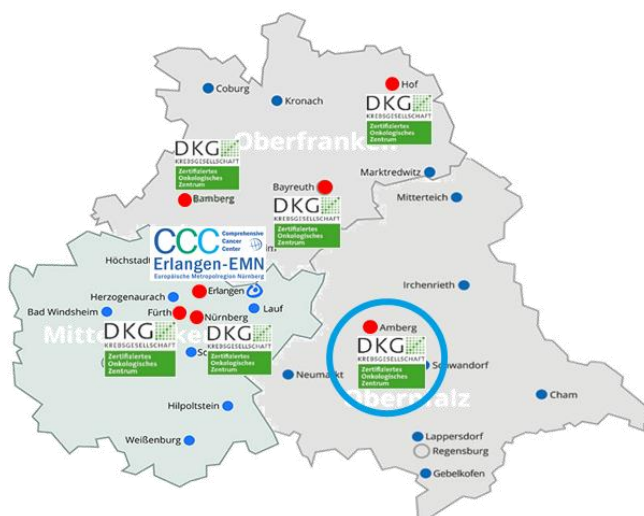 Coburg
Kronach
Hof
DKG
KREBSGESELLSCHAFT
Zertifiziertes
Onkologisches
Zentrum
Oberfranken
DKG
KREBSGESELLSCHAFT
Zertifiziertes
Onkologisches
Zentrum
Marktredwitz
Bamberg
Bayreuth
DKG
KREBSGESELLSCHAFT
Zertifiziertes
Onkologisches
Zentrum
Mitterteich
CCC Comprehensive
Cancer
Center
Erlangen-EMN
Europäische Metropolregion Nürnberg
Höchstadt
Herzogenaurach
Erlangen
Irchenrieth
Bad Windsheim
Fürth
Nürnberg
Lauf
DKG
KREBSGESELLSCHAFT
Zertifiziertes
Onkologisches
Zentrum
DKG
KREBSGESELLSCHAFT
Zertifiziertes
Onkologisches
Zentrum
Amberg
DKG
KREBSGESELLSCHAFT
Zertifiziertes
Onkologisches
Zentrum
Schwandorf
Neumarkt
Oberpfalz
Cham
Hilpoltstein
Weißenburg
Lappersdorf
Regensburg
Gebelkofen